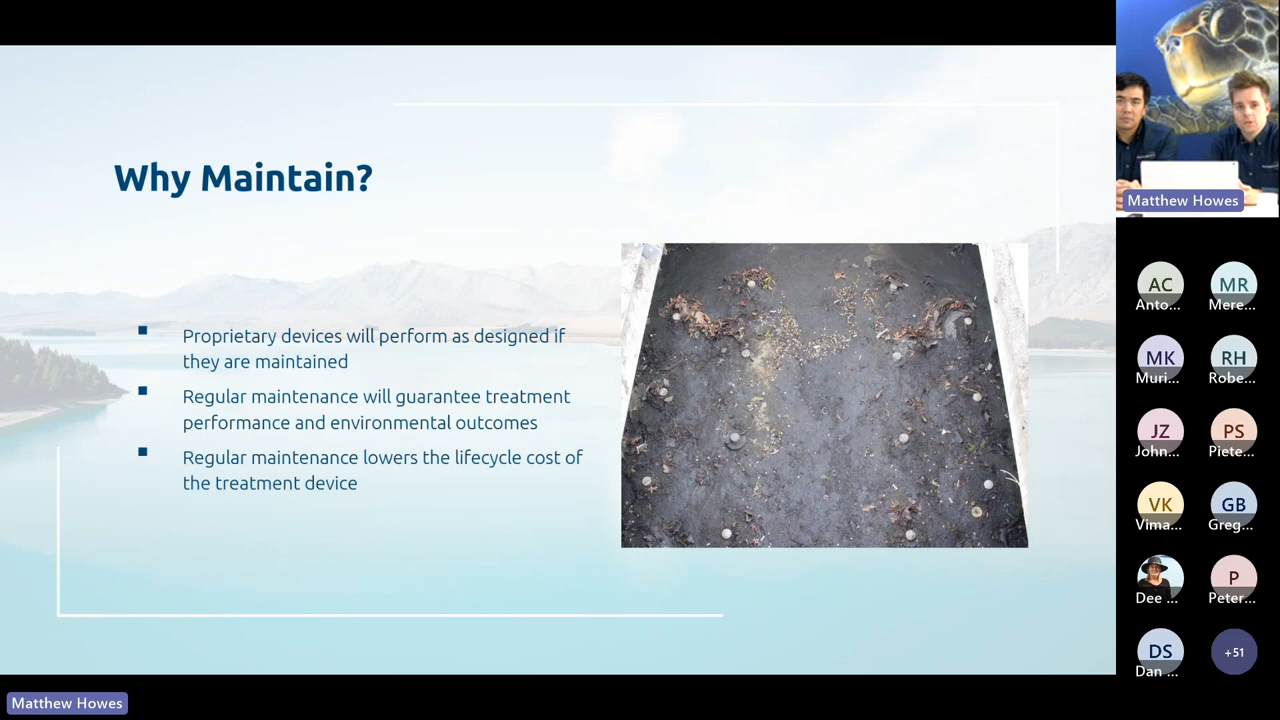 Why Maintain?
Proprietary devices will perform as designed if
they are maintained
Regular maintenance will guarantee treatment
performance and environmental outcomes
Regular maintenance lowers the lifecycle cost of
the treatment device
Matthew Howes
AC
Anto...
MR
Mere...
MK
Muri...
RH
Robe...
JZ
John...
PS
Piete...
VK
Vima...
GB
Greg...
Dee ...
P
Peter...
DS
Dan ...
+51
Matthew Howes